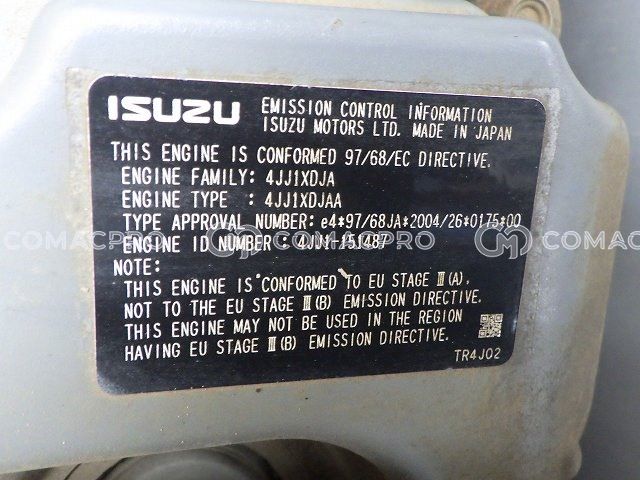 ISUZU EMISSION CONTROL INFORMATION
ISUZU MOTORS LTD. MADE IN JAPAN
THIS ENGINE IS CONFORMED 97/68/EC DIRECTIVE.
ENGINE FAMILY: 4JJ1XDJA
ENGINE TYPE : 4JJ1XDJAA
TYPE APPROVAL NUMBER: e4*97/68JA*2004/26*0175*00
ENGINE ID NUMBER :
COMACPRO CM COMACPRO CM COMACPRO
NOTE:
THIS ENGINE IS CONFORMED TO EU STAGE Ⅲ(A),
NOT TO THE EU STAGE Ⅲ(B) EMISSION DIRECTIVE.
THIS ENGINE MAY NOT BE USED IN THE REGION
HAVING EU STAGE Ⅲ(B) EMISSION DIRECTIVE.
TR4J02